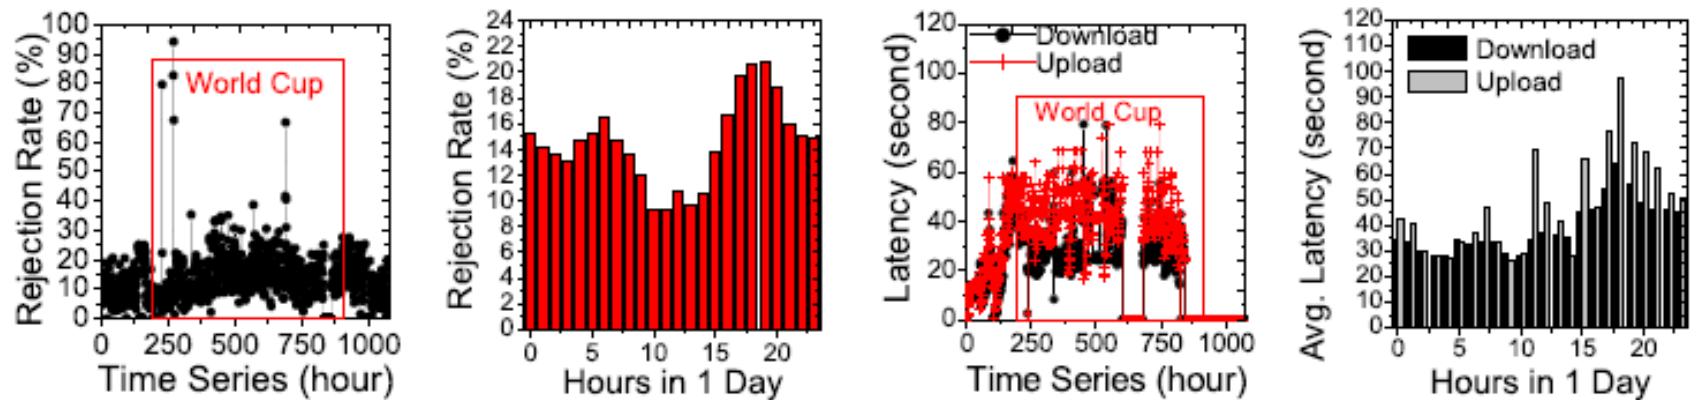 Rejection Rate (%)
100
90
80
70
60
50
40
30
20
10
0
World Cup
0 250 500 750 1000
Time Series (hour)
Rejection Rate (%)
24
22
20
18
16
14
12
10
8
6
4
2
0
0 5 10 15 20
Hours in 1 Day
Latency (second)
120
100
80
60
40
20
0
Download
Upload
World Cup
0 250 500 750 1000
Time Series (hour)
Avg. Latency (second)
120
110
100
90
80
70
60
50
40
30
20
10
0
Download
Upload
0 5 10 15 20
Hours in 1 Day